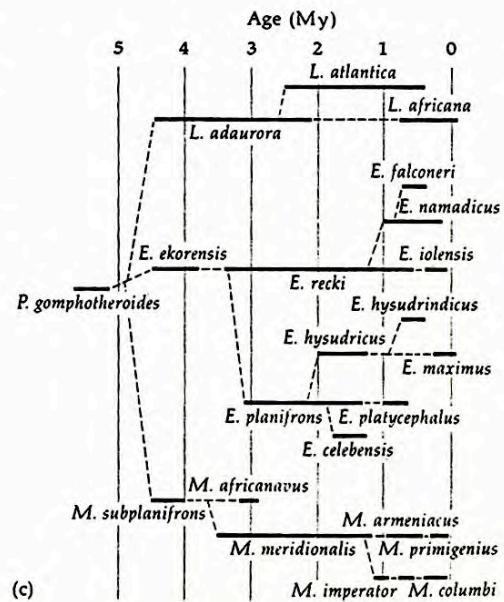 Age (My)
5 4 3 2 1 0
L. atlantica
L. africana
L. adaurora
E. falconeri
E. namadicus
E. ekorensis
E. iolensis
E. recki
P. gomphotheroides
E. hysudrindicus
E. hysudricus
E. maximus
E. planifrons E. platycephalus
E. celebensis
M. africanavus
M. subplanifrons
M. armeniacus
M. meridionalis M. primigenius
(c) M. imperator M. columbi